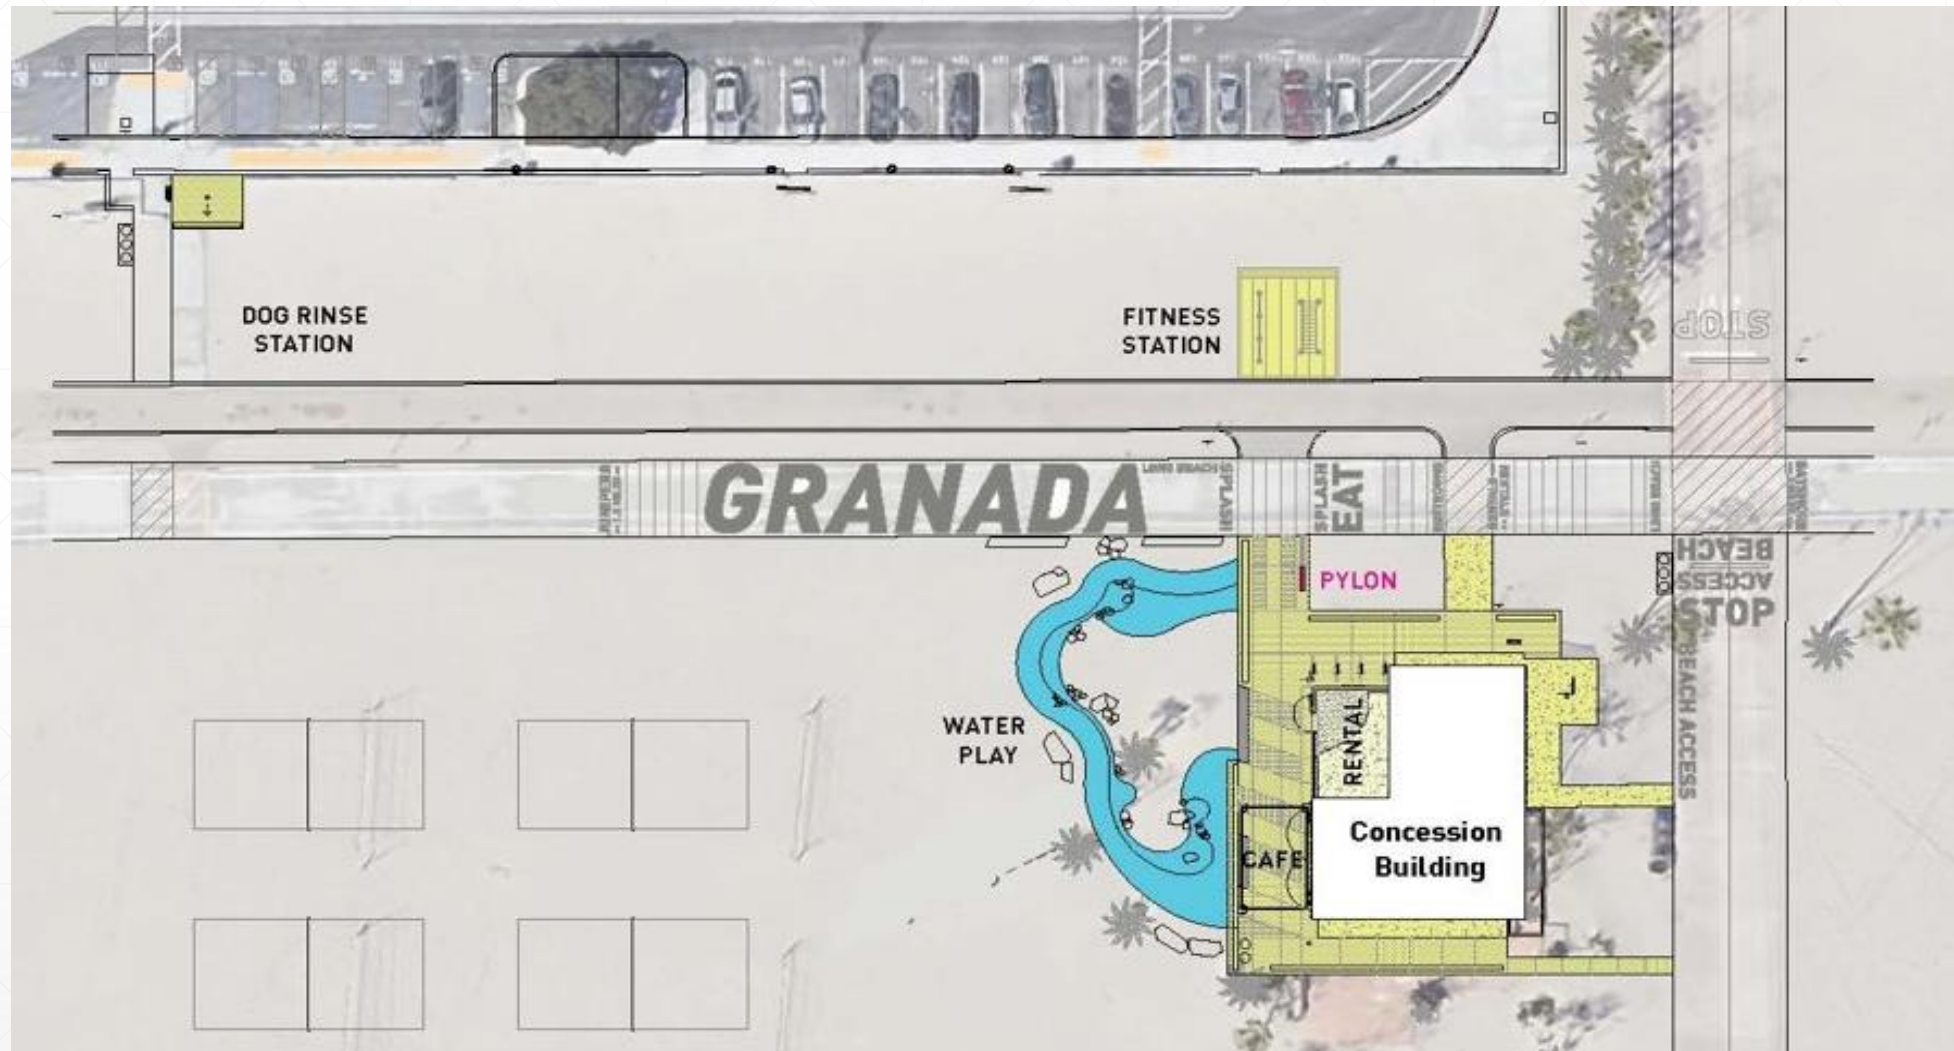 DOG RINSE
STATION
FITNESS
STATION
STOP
GRANADA
SPLASH
SPLASH
EAT
BEACH
ACCESS
STOP
PYLON
BEACH ACCESS
WATER
PLAY
RENTAL
CAFE
Concession
Building